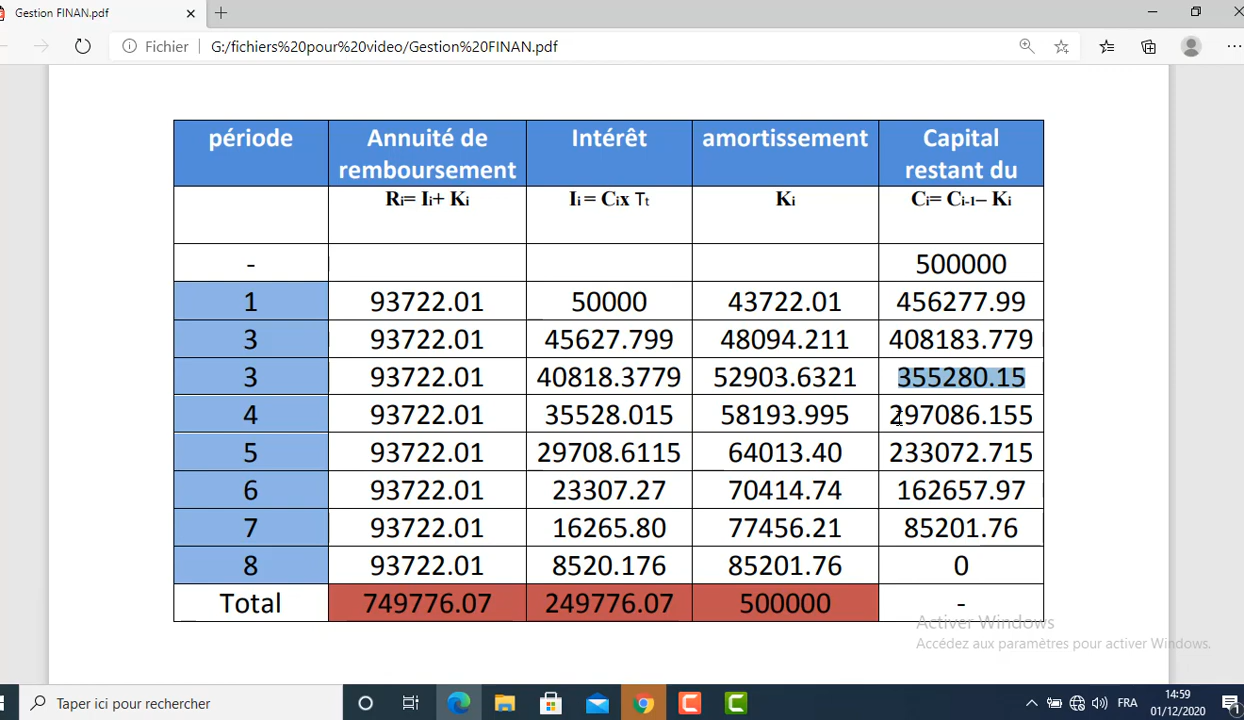 Gestion FINAN.pdf
Fichier
G:/fichiers%20pour%20video/Gestion%20FINAN.pdf
période Annuité de remboursement Intérêt amortissement Capital restant du
Ri= Ii+ Ki Ii = Cix Tt Ki Ci= Ci-1– Ki
- 500000
1 93722.01 50000 43722.01 456277.99
3 93722.01 45627.799 48094.211 408183.779
3 93722.01 40818.3779 52903.6321 355280.15
4 93722.01 35528.015 58193.995 297086.155
5 93722.01 29708.6115 64013.40 233072.715
6 93722.01 23307.27 70414.74 162657.97
7 93722.01 16265.80 77456.21 85201.76
8 93722.01 8520.176 85201.76 0
Total 749776.07 249776.07 500000 -
Activer Windows
Accédez aux paramètres pour activer Windows.
Taper ici pour rechercher
FRA
14:59
01/12/2020
1